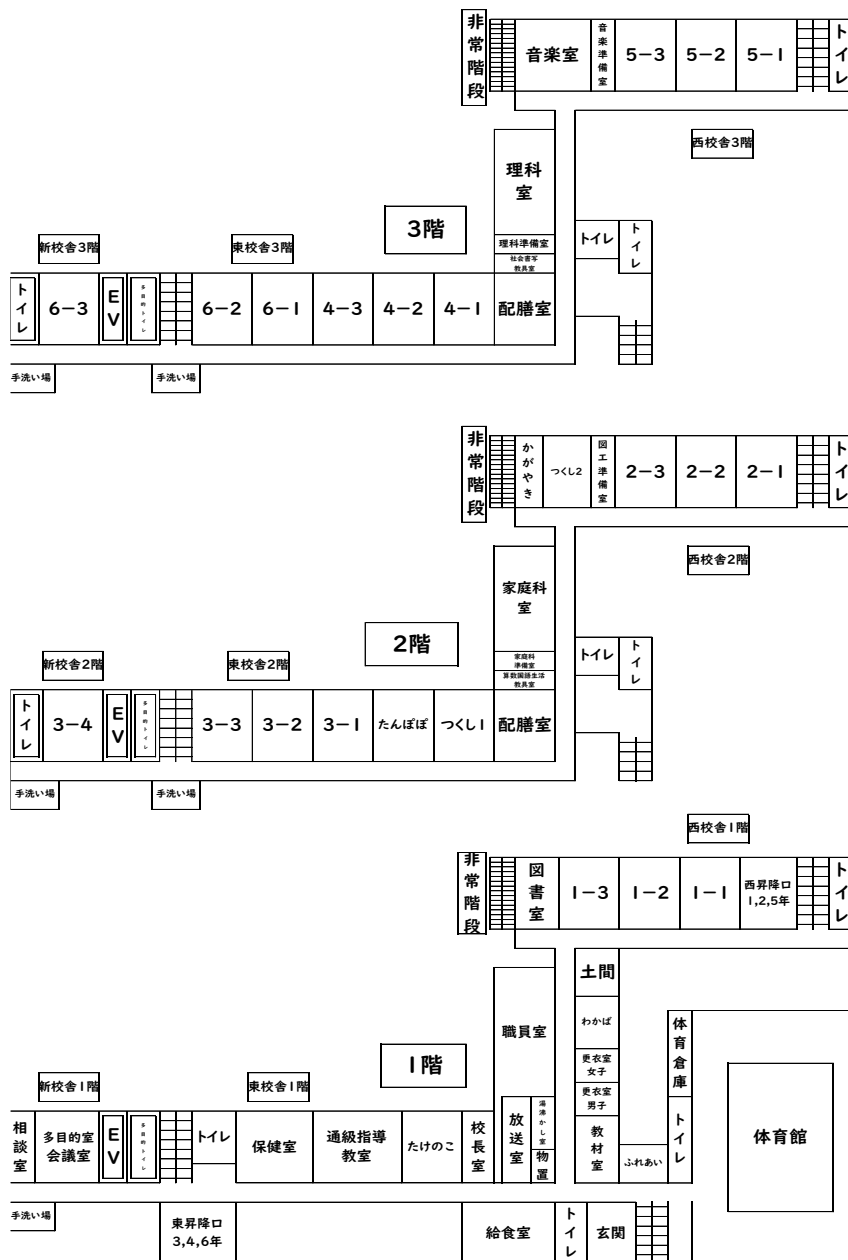 非常階段
音楽室
音楽準備室
5-3
5-2
5-1
トイレ
西校舎3階
理科室
3階
理科準備室
トイレ
トイレ
社会書写
教具室
新校舎3階
東校舎3階
トイレ
6-3
EV
多目的トイレ
6-2
6-1
4-3
4-2
4-1
配膳室
手洗い場
手洗い場
非常階段
かがやき
つくし2
図工準備室
2-3
2-2
2-1
トイレ
西校舎2階
家庭科
室
2階
家庭科
準備室
トイレ
トイレ
算数国語生活
教具室
新校舎2階
東校舎2階
トイレ
3-4
EV
多目的トイレ
3-3
3-2
3-1
たんぽぽ
つくし1
配膳室
手洗い場
手洗い場
西校舎1階
非常階段
図書室
1-3
1-2
1-1
西昇降口
1,2,5年
トイレ
土間
職員室
わかば
体育倉庫
1階
更衣室
女子
更衣室
男子
新校舎1階
東校舎1階
相談室
多目的室
会議室
EV
多目的トイレ
トイレ
保健室
通級指導
教室
たけのこ
校長室
放送室
湯沸かし室
物置
教材室
ふれあい
トイレ
体育館
手洗い場
東昇降口
3,4,6年
給食室
トイレ
玄関